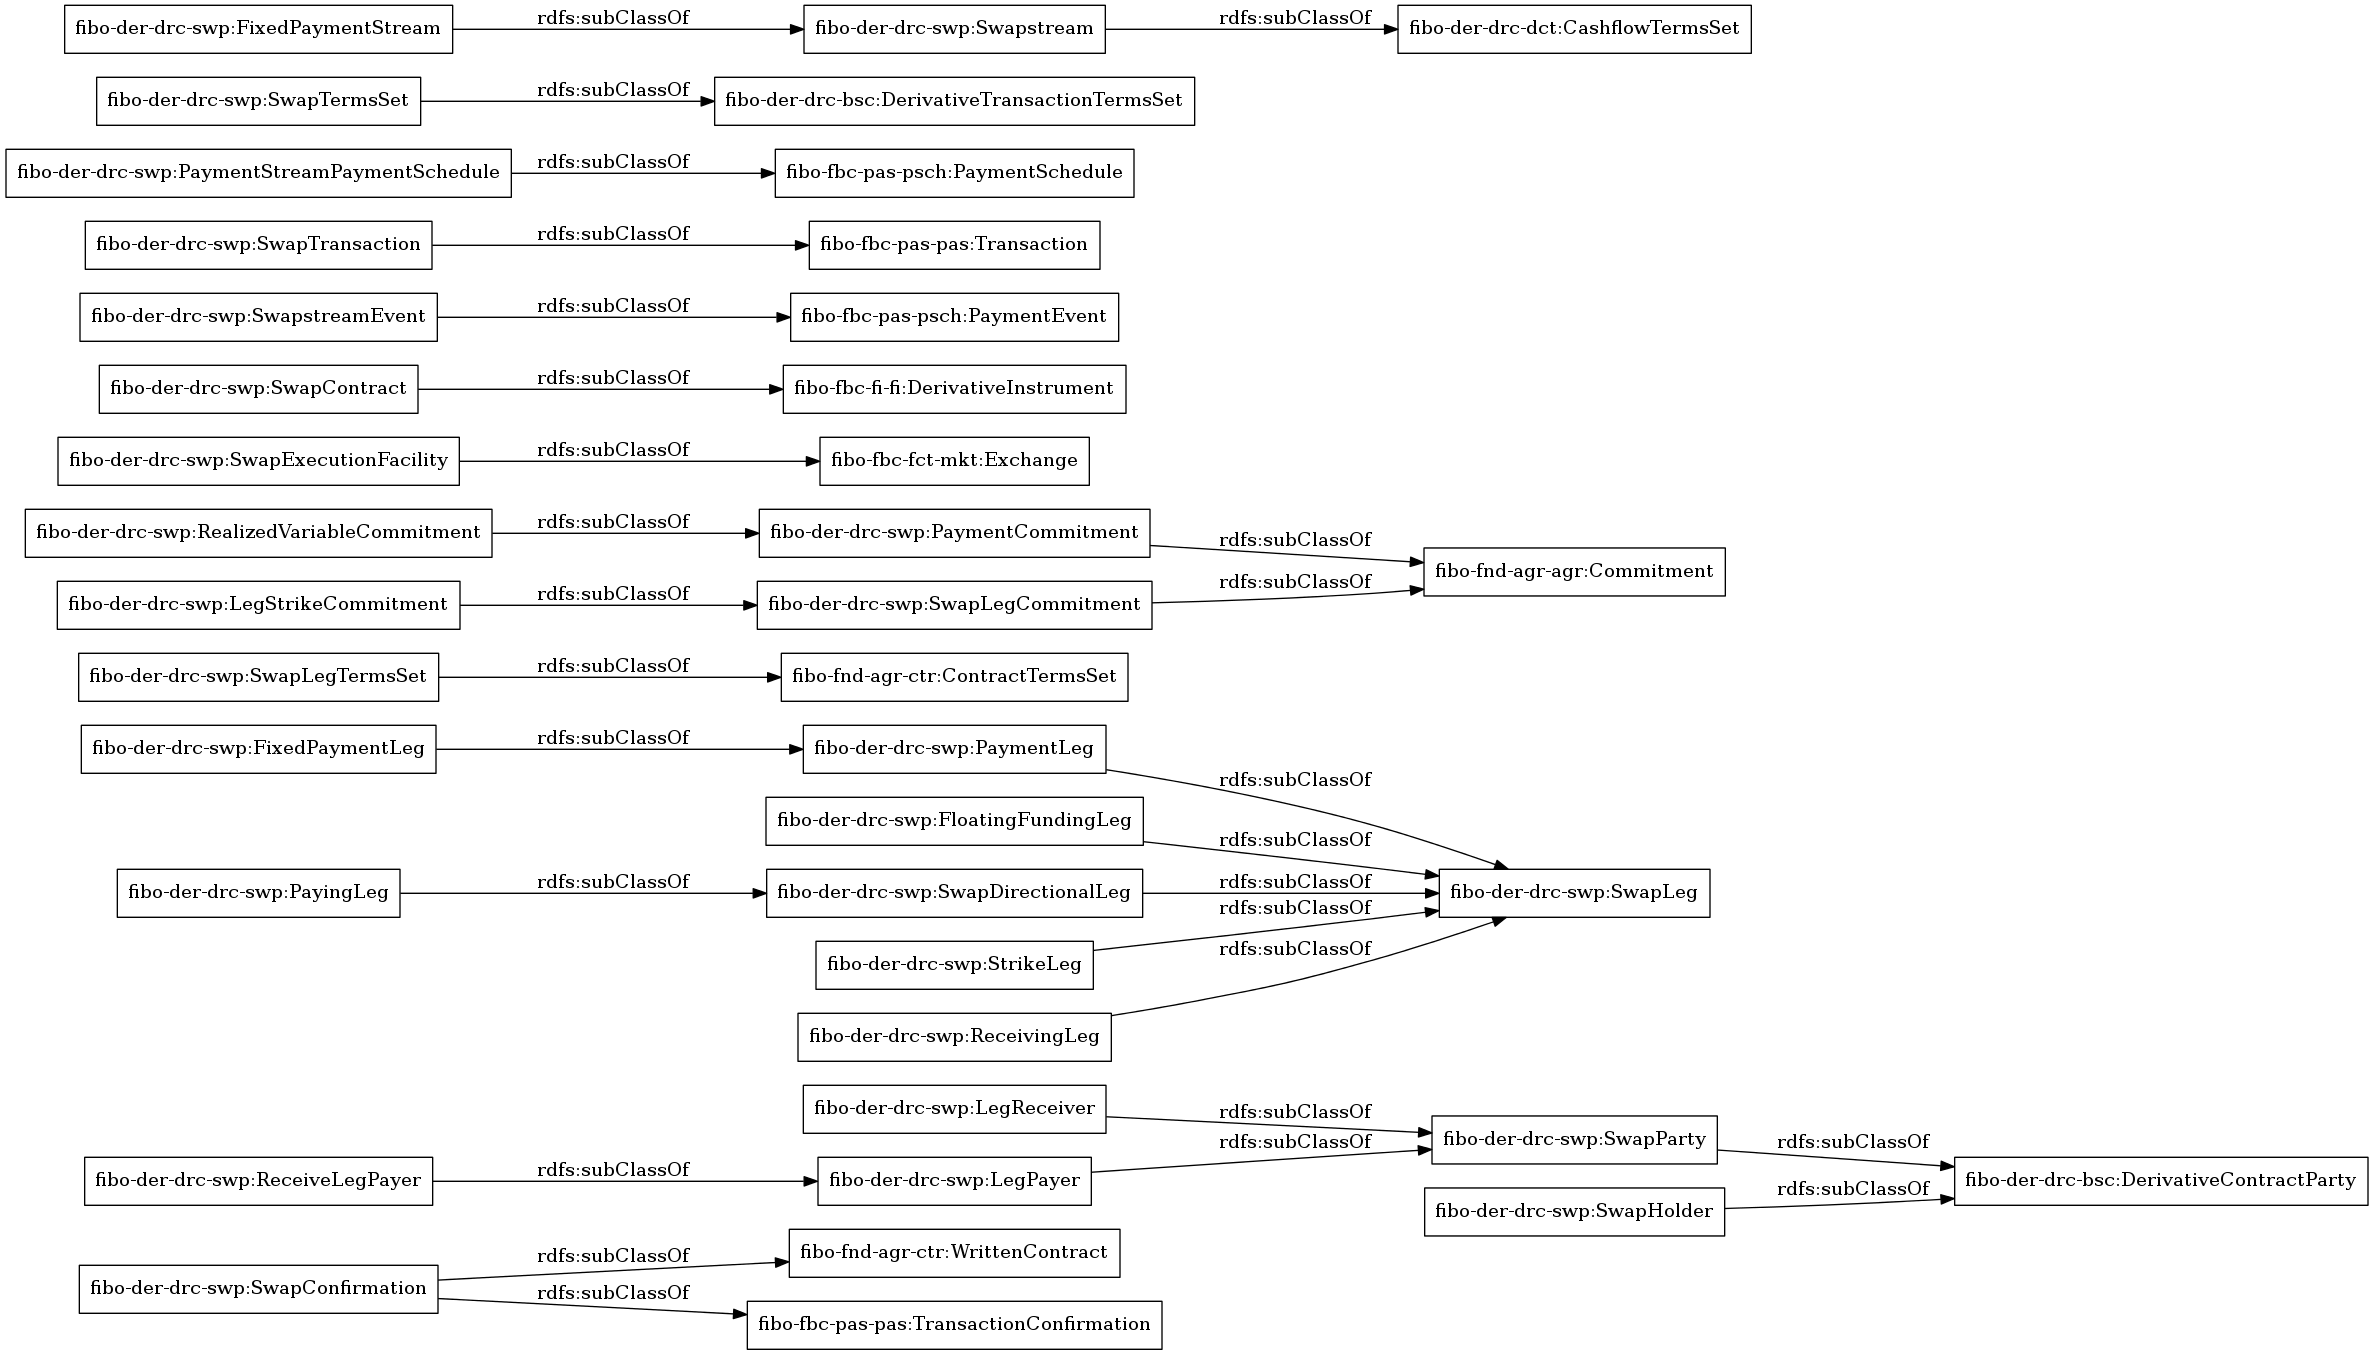 fibo-der-drc-swp:FixedPaymentStream
rdfs:subClassOf
fibo-der-drc-swp:Swapstream
rdfs:subClassOf
fibo-der-drc-dct:CashflowTermsSet
fibo-der-drc-swp:SwapTermsSet
rdfs:subClassOf
fibo-der-drc-bsc:DerivativeTransactionTermsSet
fibo-der-drc-swp:PaymentStreamPaymentSchedule
rdfs:subClassOf
fibo-fbc-pas-psch:PaymentSchedule
fibo-der-drc-swp:SwapTransaction
rdfs:subClassOf
fibo-fbc-pas-pas:Transaction
fibo-der-drc-swp:SwapstreamEvent
rdfs:subClassOf
fibo-fbc-pas-psch:PaymentEvent
fibo-der-drc-swp:SwapContract
rdfs:subClassOf
fibo-fbc-fi-fi:DerivativeInstrument
fibo-der-drc-swp:SwapExecutionFacility
rdfs:subClassOf
fibo-fbc-fct-mkt:Exchange
fibo-der-drc-swp:RealizedVariableCommitment
rdfs:subClassOf
fibo-der-drc-swp:PaymentCommitment
rdfs:subClassOf
fibo-fnd-agr-agr:Commitment
fibo-der-drc-swp:LegStrikeCommitment
rdfs:subClassOf
fibo-der-drc-swp:SwapLegCommitment
rdfs:subClassOf
fibo-der-drc-swp:SwapLegTermsSet
rdfs:subClassOf
fibo-fnd-agr-ctr:ContractTermsSet
fibo-der-drc-swp:FixedPaymentLeg
rdfs:subClassOf
fibo-der-drc-swp:PaymentLeg
rdfs:subClassOf
fibo-der-drc-swp:FloatingFundingLeg
rdfs:subClassOf
fibo-der-drc-swp:PayingLeg
rdfs:subClassOf
fibo-der-drc-swp:SwapDirectionalLeg
rdfs:subClassOf
fibo-der-drc-swp:SwapLeg
rdfs:subClassOf
fibo-der-drc-swp:StrikeLeg
rdfs:subClassOf
fibo-der-drc-swp:ReceivingLeg
fibo-der-drc-swp:LegReceiver
rdfs:subClassOf
fibo-der-drc-swp:SwapParty
rdfs:subClassOf
fibo-der-drc-swp:ReceiveLegPayer
rdfs:subClassOf
fibo-der-drc-swp:LegPayer
rdfs:subClassOf
fibo-der-drc-bsc:DerivativeContractParty
fibo-der-drc-swp:SwapHolder
rdfs:subClassOf
fibo-der-drc-swp:SwapConfirmation
rdfs:subClassOf
fibo-fnd-agr-ctr:WrittenContract
rdfs:subClassOf
fibo-fbc-pas-pas:TransactionConfirmation